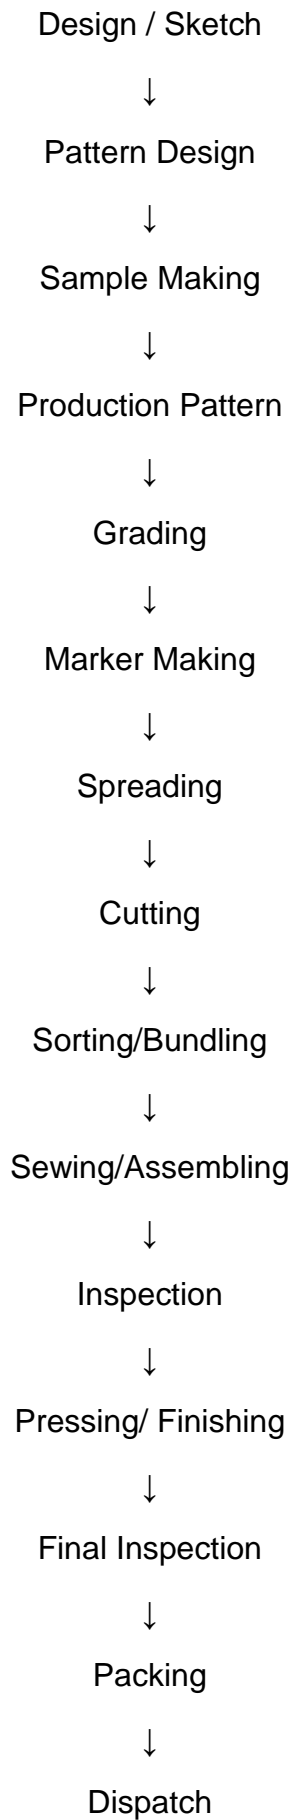 Design / Sketch
↓
Pattern Design
↓
Sample Making
↓
Production Pattern
↓
Grading
↓
Marker Making
↓
Spreading
↓
Cutting
↓
Sorting/Bundling
↓
Sewing/Assembling
↓
Inspection
↓
Pressing/ Finishing
↓
Final Inspection
↓
Packing
↓
Dispatch